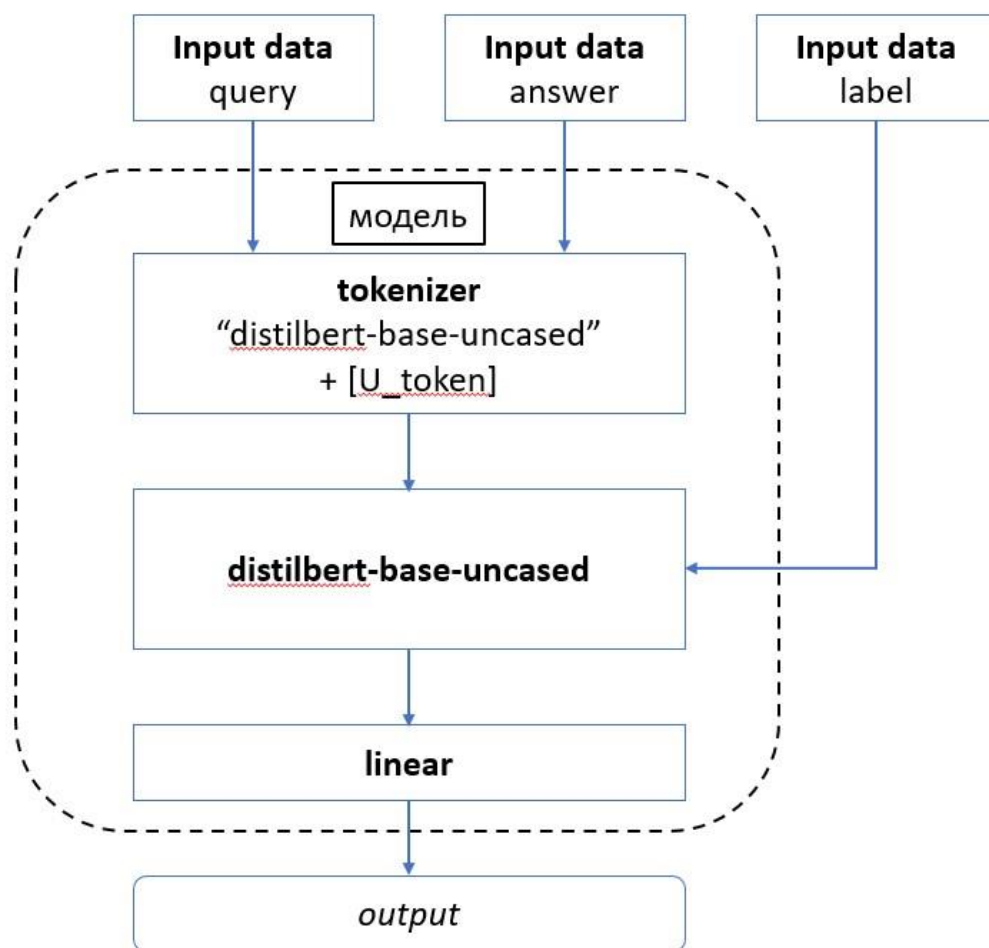 Input data
query
Input data
answer
Input data
label
модель
tokenizer
“distilbert-base-uncased”
+ [U_token]
distilbert-base-uncased
linear
output